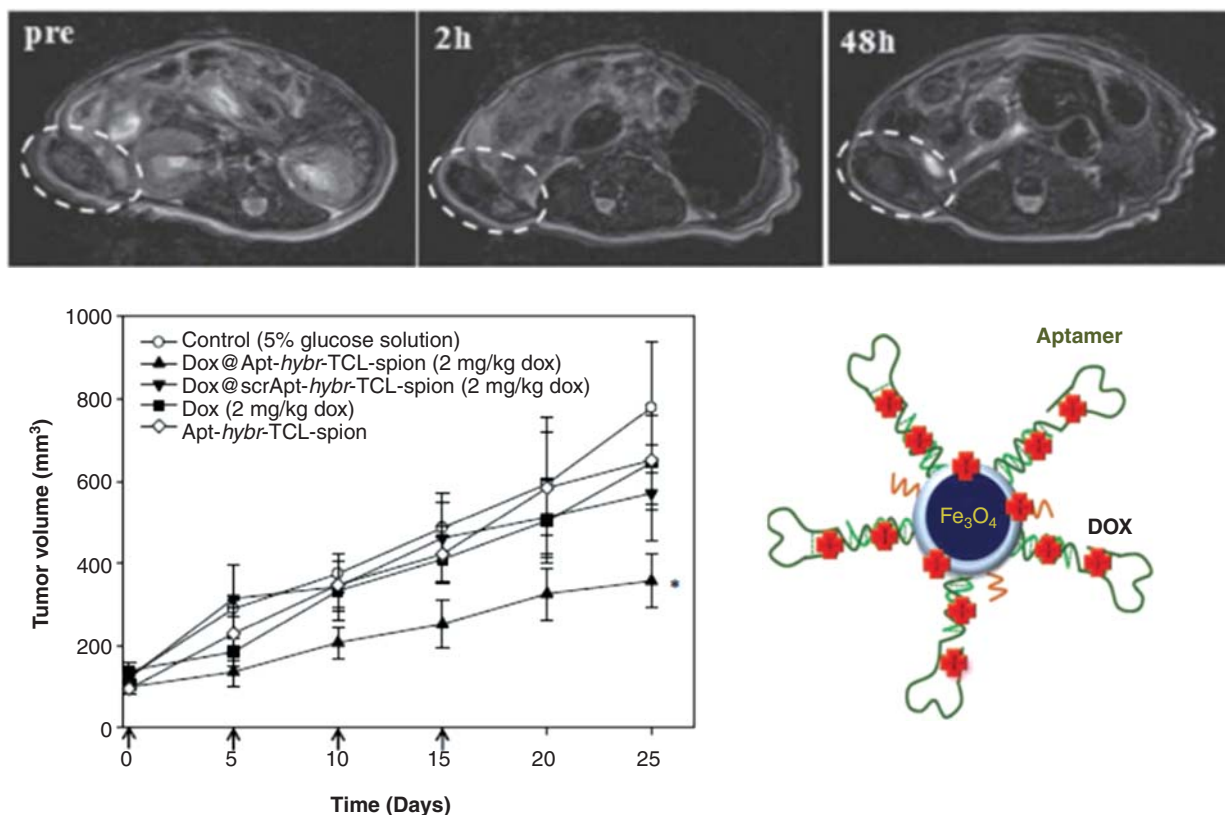 pre
2h
48h
1000
800
600
400
200
0
Tumor volume (mm³)
Control (5% glucose solution)
Dox@Apt-hybr-TCL-spion (2 mg/kg dox)
Dox@scrApt-hybr-TCL-spion (2 mg/kg dox)
Dox (2 mg/kg dox)
Apt-hybr-TCL-spion
*
0 5 10 15 20 25
Time (Days)
Aptamer
Fe₃O₄
DOX